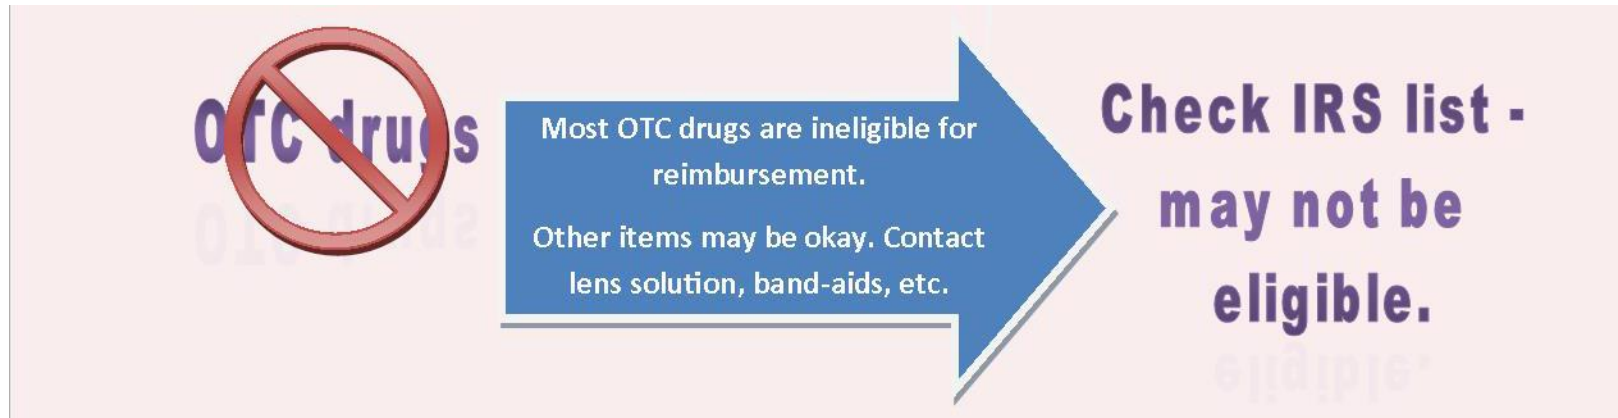 OTC drugs
Most OTC drugs are ineligible for
reimbursement.
Other items may be okay. Contact
lens solution, band-aids, etc.
Check IRS list -
may not be
eligible.